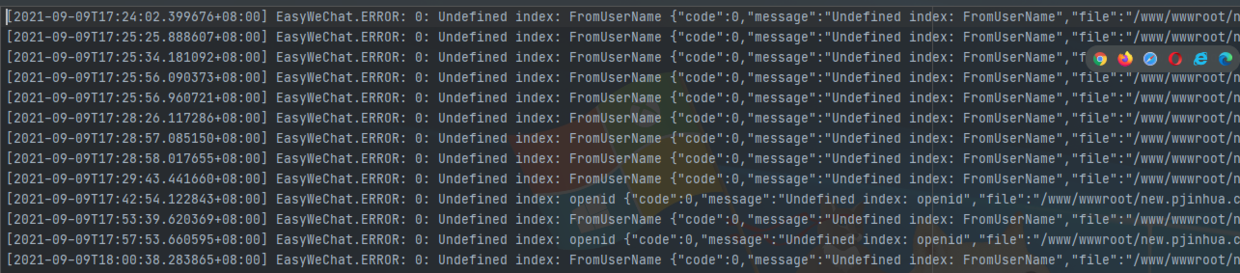 [2021-09-09T17:24:02.399676+08:00] EasyWeChat.ERROR: 0: Undefined index: FromUserName {"code":0,"message":"Undefined index: FromUserName","file":"/www/wwwroot/n
[2021-09-09T17:25:25.888607+08:00] EasyWeChat.ERROR: 0: Undefined index: FromUserName {"code":0,"message":"Undefined index: FromUserName","file":"/www/wwwroot/n
[2021-09-09T17:25:34.181092+08:00] EasyWeChat.ERROR: 0: Undefined index: FromUserName {"code":0,"message":"Undefined index: FromUserName","f
[2021-09-09T17:25:56.090373+08:00] EasyWeChat.ERROR: 0: Undefined index: FromUserName {"code":0,"message":"Undefined index: FromUserName","file":"/www/wwwroot/n
[2021-09-09T17:25:56.960721+08:00] EasyWeChat.ERROR: 0: Undefined index: FromUserName {"code":0,"message":"Undefined index: FromUserName","file":"/www/wwwroot/n
[2021-09-09T17:28:26.117286+08:00] EasyWeChat.ERROR: 0: Undefined index: FromUserName {"code":0,"message":"Undefined index: FromUserName","file":"/www/wwwroot/n
[2021-09-09T17:28:57.085150+08:00] EasyWeChat.ERROR: 0: Undefined index: FromUserName {"code":0,"message":"Undefined index: FromUserName","file":"/www/wwwroot/n
[2021-09-09T17:28:58.017655+08:00] EasyWeChat.ERROR: 0: Undefined index: FromUserName {"code":0,"message":"Undefined index: FromUserName","file":"/www/wwwroot/n
[2021-09-09T17:29:43.441660+08:00] EasyWeChat.ERROR: 0: Undefined index: FromUserName {"code":0,"message":"Undefined index: FromUserName","file":"/www/wwwroot/n
[2021-09-09T17:42:54.122843+08:00] EasyWeChat.ERROR: 0: Undefined index: openid {"code":0,"message":"Undefined index: openid","file":"/www/wwwroot/new.pjinhua.c
[2021-09-09T17:53:39.620369+08:00] EasyWeChat.ERROR: 0: Undefined index: FromUserName {"code":0,"message":"Undefined index: FromUserName","file":"/www/wwwroot/n
[2021-09-09T17:57:53.660595+08:00] EasyWeChat.ERROR: 0: Undefined index: openid {"code":0,"message":"Undefined index: openid","file":"/www/wwwroot/new.pjinhua.c
[2021-09-09T18:00:38.283865+08:00] EasyWeChat.ERROR: 0: Undefined index: FromUserName {"code":0,"message":"Undefined index: FromUserName","file":"/www/wwwroot/n